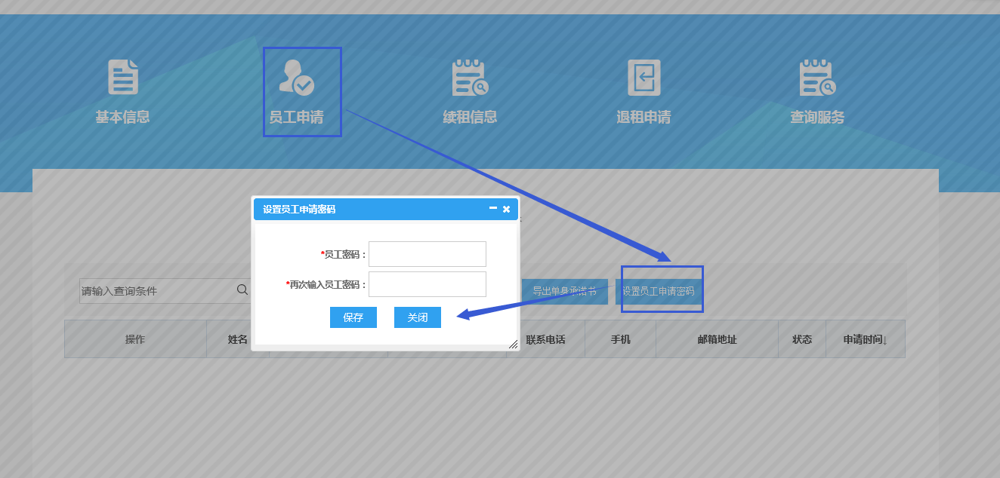 基本信息
员工申请
续租信息
退租申请
查询服务
设置员工申请密码
*员工密码：
*再次输入员工密码：
保存
关闭
请输入查询条件
导出单身承诺书
设置员工申请密码
操作
姓名
联系电话
手机
邮箱地址
状态
申请时间↓